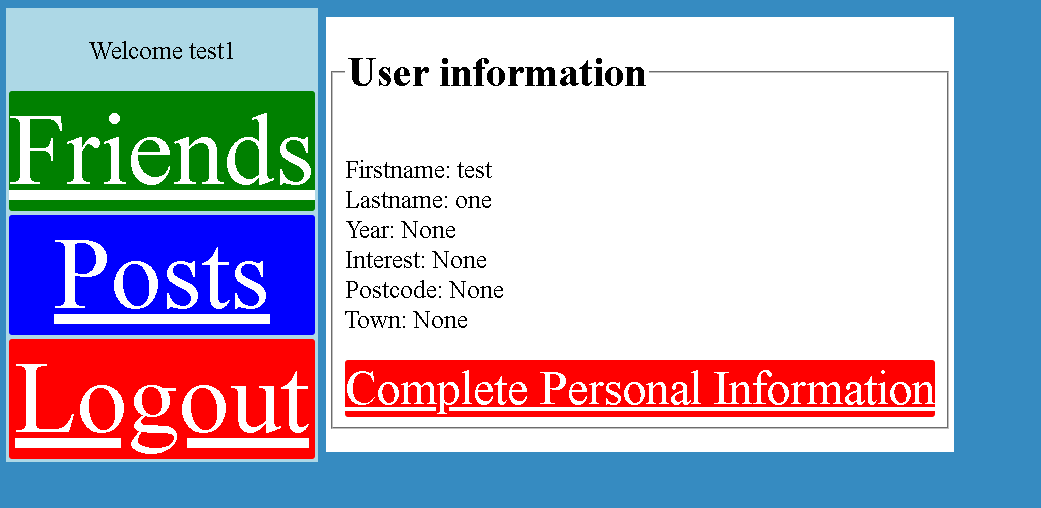 Welcome test1
Friends
Posts
Logout
User information
Firstname: test
Lastname: one
Year: None
Interest: None
Postcode: None
Town: None
Complete Personal Information